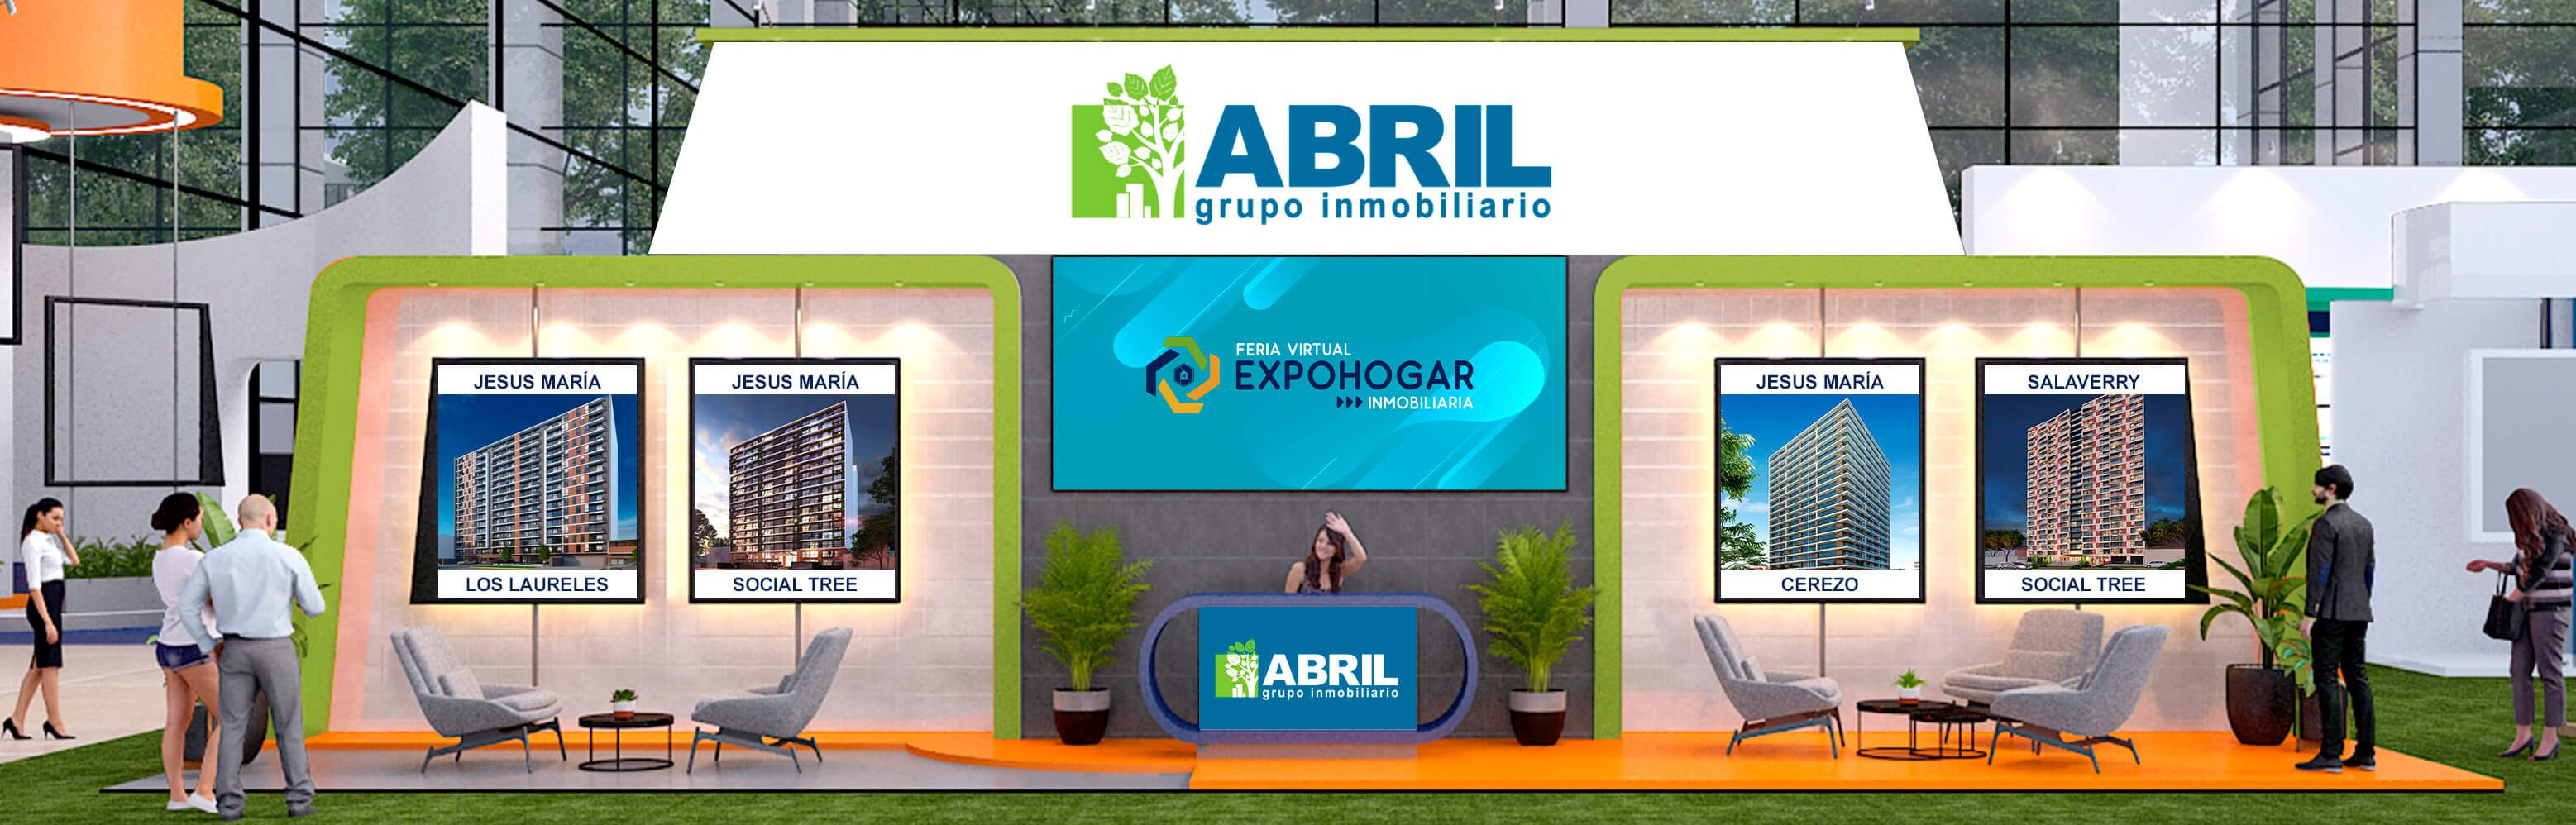 ABRIL
grupo inmobiliario
FERIA VIRTUAL
EXPOHOGAR
INMOBILIARIA
JESUS MARÍA
LOS LAURELES
JESUS MARÍA
SOCIAL TREE
JESUS MARÍA
CEREZO
SALAVERRY
SOCIAL TREE
ABRIL
grupo inmobiliario